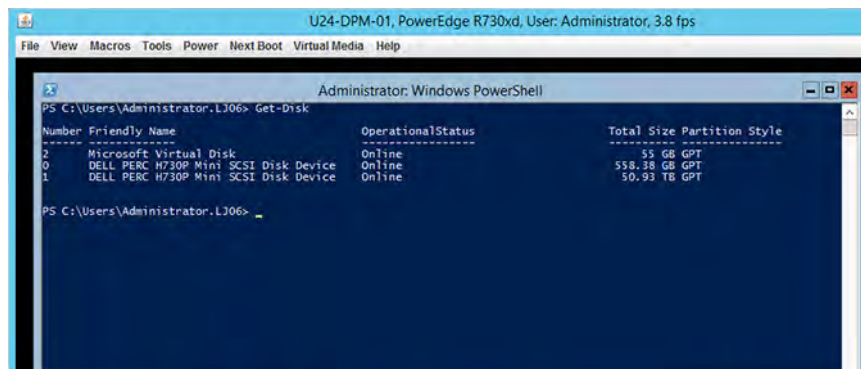 U24-DPM-01, PowerEdge R730xd, User: Administrator, 3.8 fps
File View Macros Tools Power Next Boot Virtual Media Help
Administrator: Windows PowerShell
PS C:\Users\Administrator.LJ06> Get-Disk
Number Friendly Name OperationalStatus Total Size Partition Style
------ ------------- ----------------- ---------- ---------------
2 Microsoft Virtual Disk Online 55 GB GPT
0 DELL PERC H730P Mini SCSI Disk Device Online 558.38 GB GPT
1 DELL PERC H730P Mini SCSI Disk Device Online 50.93 TB GPT
PS C:\Users\Administrator.LJ06> _